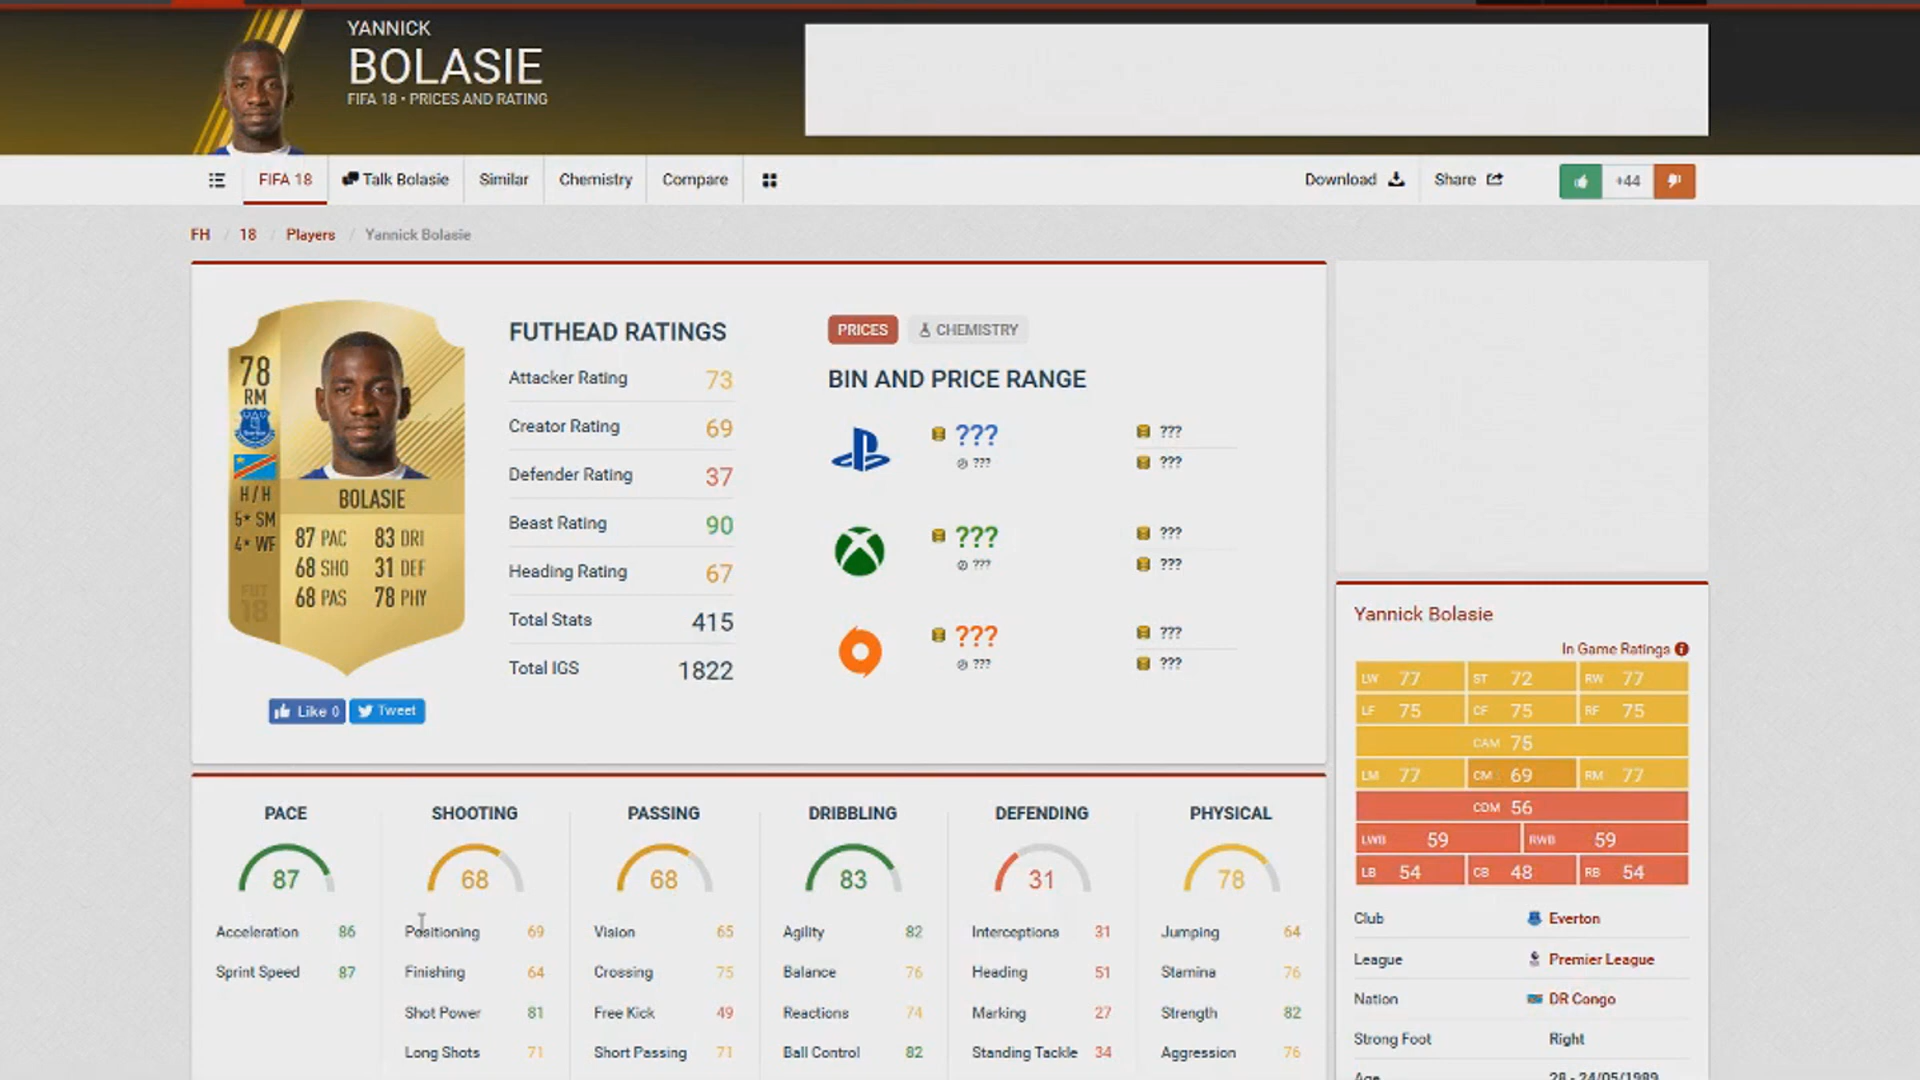 YANNICK
BOLASIE
FIFA 18 • PRICES AND RATING
FIFA 18
Talk Bolasie
Similar
Chemistry
Compare
Download
Share
+44
FH / 18 / Players / Yannick Bolasie
78
RM
H / H
5* SM
4* WF
FUT
18
BOLASIE
87 PAC 83 DRI
68 SHO 31 DEF
68 PAS 78 PHY
Like 0
Tweet
FUTHEAD RATINGS
Attacker Rating 73
Creator Rating 69
Defender Rating 37
Beast Rating 90
Heading Rating 67
Total Stats 415
Total IGS 1822
PRICES
CHEMISTRY
BIN AND PRICE RANGE
??? ???
??? ???
??? ???
??? ???
??? ???
??? ???
Yannick Bolasie
In Game Ratings
LW 77 ST 72 RW 77
LF 75 CF 75 RF 75
CAM 75
LM 77 CM 69 RM 77
CDM 56
LWB 59 RWB 59
LB 54 CB 48 RB 54
Club Everton
League Premier League
Nation DR Congo
Strong Foot Right
Age 28 - 24/05/1989
PACE
87
Acceleration 86
Sprint Speed 87
SHOOTING
68
Positioning 69
Finishing 64
Shot Power 81
Long Shots 71
PASSING
68
Vision 65
Crossing 75
Free Kick 49
Short Passing 71
DRIBBLING
83
Agility 82
Balance 76
Reactions 74
Ball Control 82
DEFENDING
31
Interceptions 31
Heading 51
Marking 27
Standing Tackle 34
PHYSICAL
78
Jumping 64
Stamina 76
Strength 82
Aggression 76